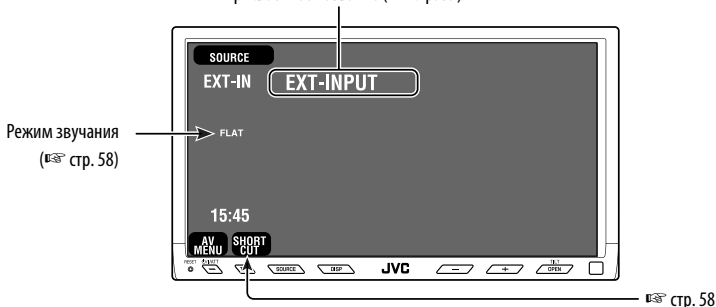 SOURCE
EXT-IN EXT-INPUT
Режим звучания
(☞ стр. 58)
FLAT
15:45
AV
MENU
SHORT
CUT
RESET
SOURCE
DISP
JVC
TILT
OPEN
☞ стр. 58